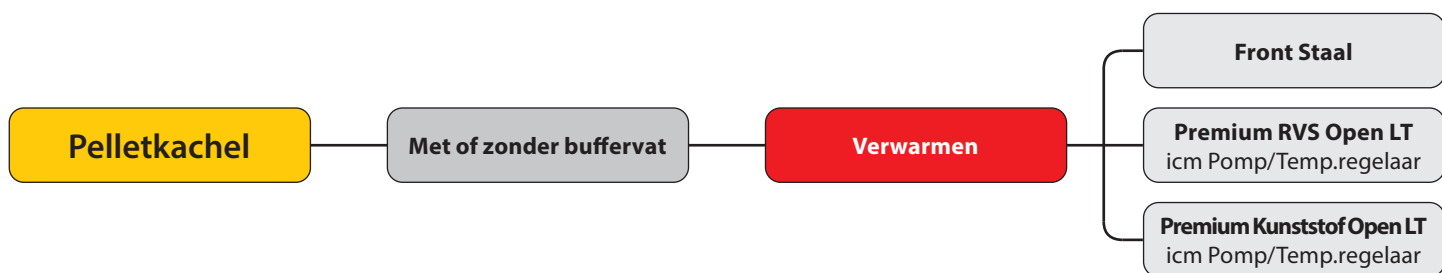 Pelletkachel
Met of zonder buffervat
Verwarmen
Front Staal
Premium RVS Open LT
icm Pomp/Temp.regelaar
Premium Kunststof Open LT
icm Pomp/Temp.regelaar